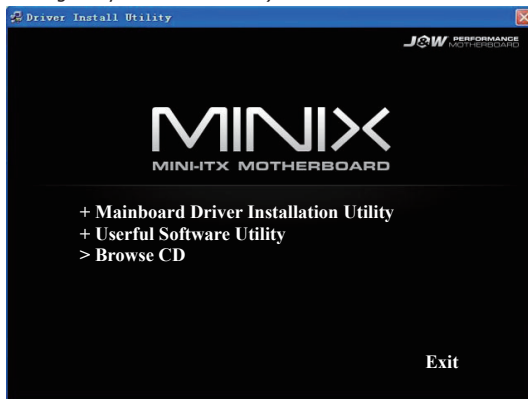 Driver Install Utility
J&W PERFORMANCE
MOTHERBOARD
MINIX
MINI-ITX MOTHERBOARD
+ Mainboard Driver Installation Utility
+ Userful Software Utility
> Browse CD
Exit